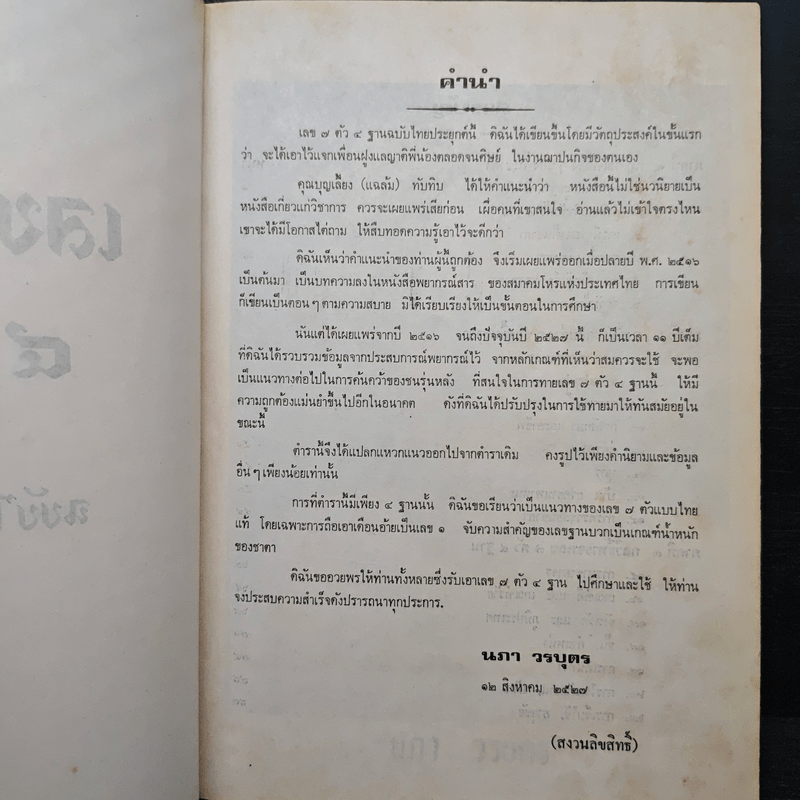 คำนำ
เลข ๗ ตัว ๔ ฐานฉบับไทยประยุกต์นี้ ดิฉันได้เขียนขึ้นโดยมีวัตถุประสงค์ในชั้นแรก
ว่า จะได้เอาไว้แจกเพื่อนฝูงแลญาติพี่น้องตลอดจนศิษย์ ในงานฌาปนกิจของตนเอง
คุณบุญเลี้ยง (แฉล้ม) ทับทิบ ได้ให้คำแนะนำว่า หนังสือนี้ไม่ใช่นวนิยายเป็น
หนังสือเกี่ยวแก่วิชาการ ควรจะเผยแพร่เสียก่อน เผื่อคนที่เขาสนใจ อ่านแล้วไม่เข้าใจตรงไหน
เขาจะได้มีโอกาสไต่ถาม ให้สืบทอดความรู้เอาไว้จะดีกว่า
ดิฉันเห็นว่าคำแนะนำของท่านผู้นี้ถูกต้อง จึงเริ่มเผยแพร่ออกเมื่อปลายปี พ.ศ. ๒๕๑๖
เป็นต้นมา เป็นบทความลงในหนังสือพยากรณ์สาร ของสมาคมโหรแห่งประเทศไทย การเขียน
ก็เขียนเป็นตอน ๆ ตามความสบาย มิได้เรียบเรียงให้เป็นขั้นตอนในการศึกษา
นับแต่ได้เผยแพร่จากปี ๒๕๑๖ จนถึงปัจจุบันปี ๒๕๒๗ นี้ ก็เป็นเวลา ๑๑ ปีเต็ม
ที่ดิฉันได้รวบรวมข้อมูลจากประสบการณ์พยากรณ์ไว้ จากหลักเกณฑ์ที่เห็นว่าสมควรจะใช้ จะพอ
เป็นแนวทางต่อไปในการค้นคว้าของชนรุ่นหลัง ที่สนใจในการทายเลข ๗ ตัว ๔ ฐานนี้ ให้มี
ความถูกต้องแม่นยำขึ้นไปอีกในอนาคต ดังที่ดิฉันได้ปรับปรุงในการใช้ทายมาให้ทันสมัยอยู่ใน
ขณะนี้
ตำรานี้จึงได้แปลกแหวกแนวออกไปจากตำราเดิม คงรูปไว้เพียงคำนิยามและข้อมูล
อื่น ๆ เพียงน้อยเท่านั้น
การที่ตำรานี้มีเพียง ๔ ฐานนั้น ดิฉันขอเรียนว่าเป็นแนวทางของเลข ๗ ตัวแบบไทย
แท้ โดยเฉพาะการถือเอาเดือนอ้ายเป็นเลข ๑ จับความสำคัญของเลขฐานบวกเป็นเกณฑ์น้ำหนัก
ของชาตา
ดิฉันขออวยพรให้ท่านทั้งหลายซึ่งรับเอาเลข ๗ ตัว ๔ ฐาน ไปศึกษาและใช้ ให้ท่าน
จงประสบความสำเร็จดังปรารถนาทุกประการ.
นภา วรบุตร
๑๒ สิงหาคม ๒๕๒๗
(สงวนลิขสิทธิ์)